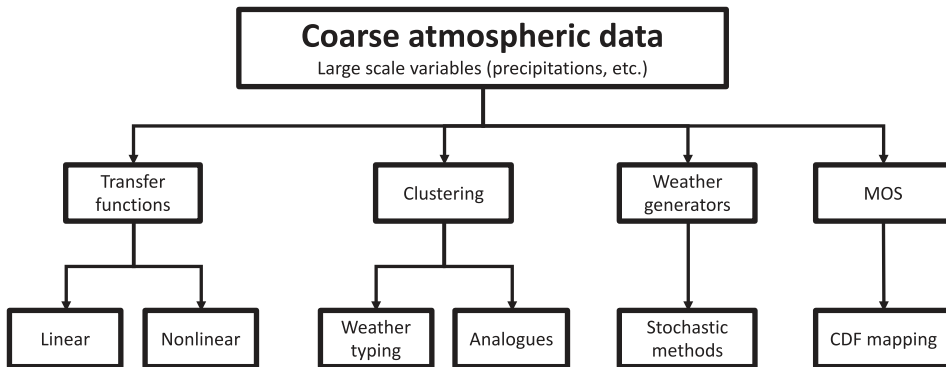 Coarse atmospheric data
Large scale variables (precipitations, etc.)
Transfer
functions
Clustering
Weather
generators
MOS
Linear
Nonlinear
Weather
typing
Analogues
Stochastic
methods
CDF mapping